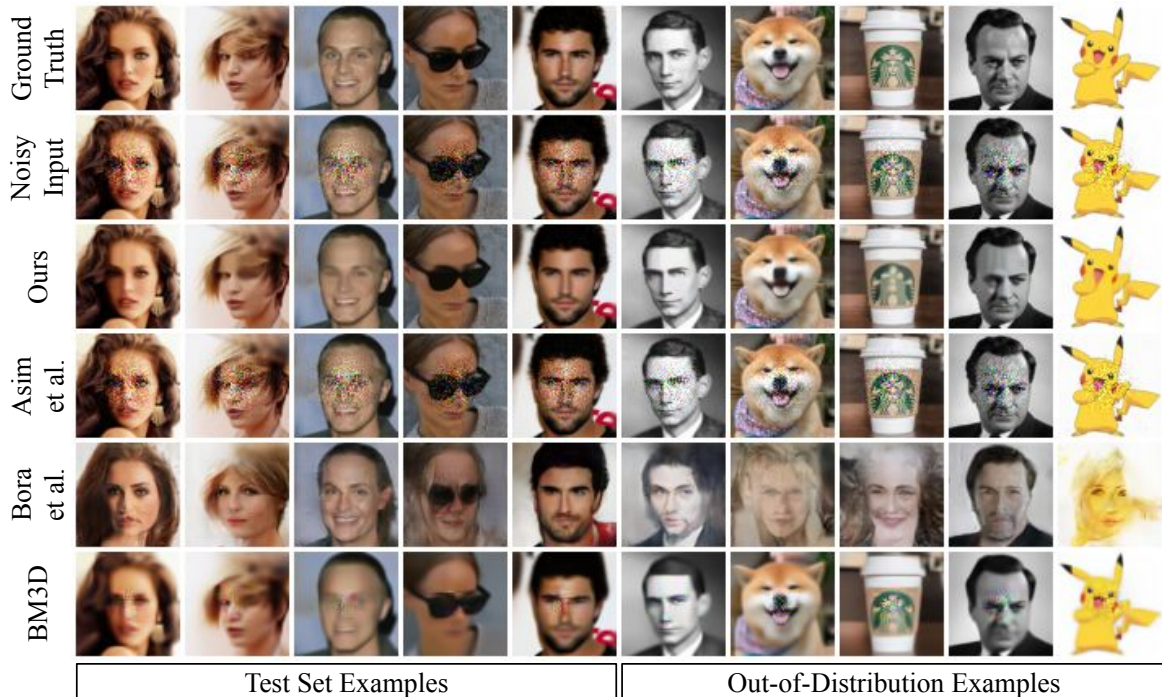 Ground
Truth
Noisy
Input
Ours
Asim
et al.
Bora
et al.
BM3D
Test Set Examples
Out-of-Distribution Examples